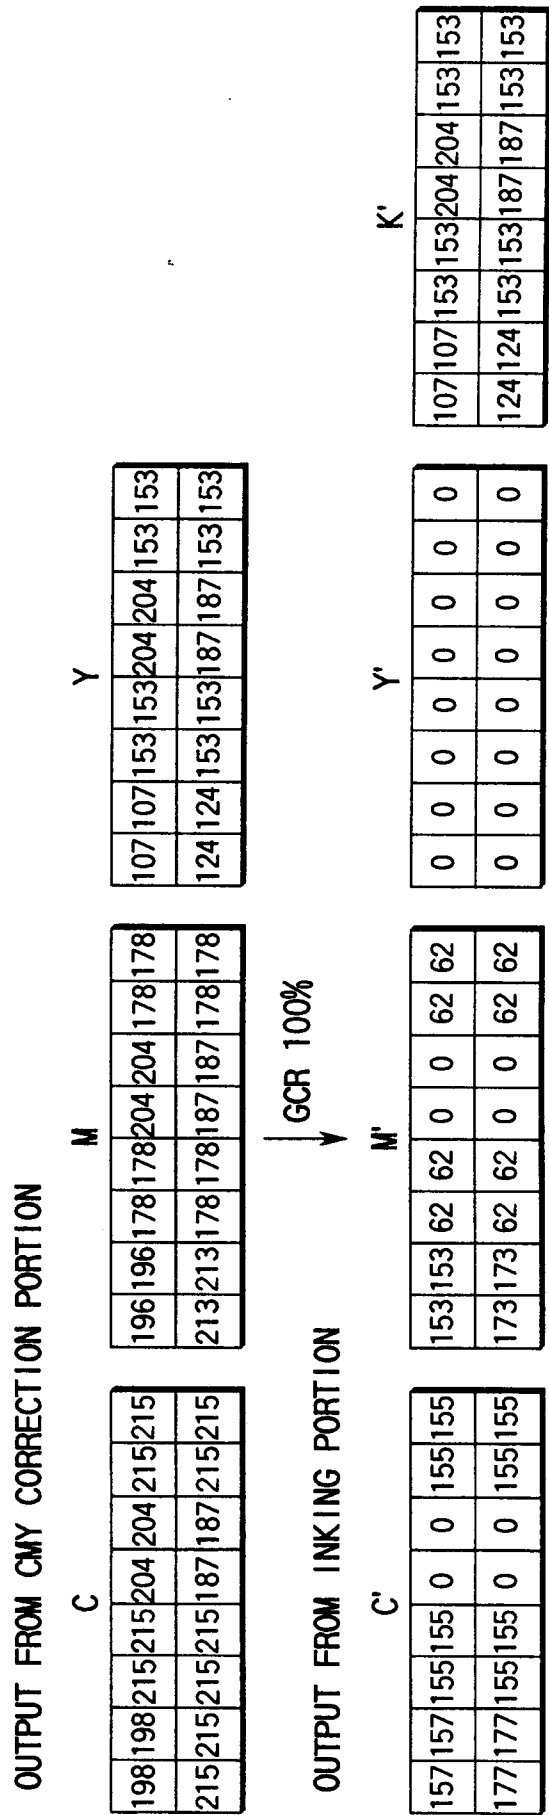 OUTPUT FROM CMY CORRECTION PORTION
C
198 198 215 215 204 204 215 215
215 215 215 215 187 187 215 215
M
196 196 178 178 204 204 178 178
213 213 178 178 187 187 178 178
Y
107 107 153 153 204 204 153 153
124 124 153 153 187 187 153 153
GCR 100%
OUTPUT FROM INKING PORTION
C'
157 157 155 155 0 0 155 155
177 177 155 155 0 0 155 155
M'
153 153 62 62 0 0 62 62
173 173 62 62 0 0 62 62
Y'
0 0 0 0 0 0 0 0
0 0 0 0 0 0 0 0
K'
107 107 153 153 204 204 153 153
124 124 153 153 187 187 153 153